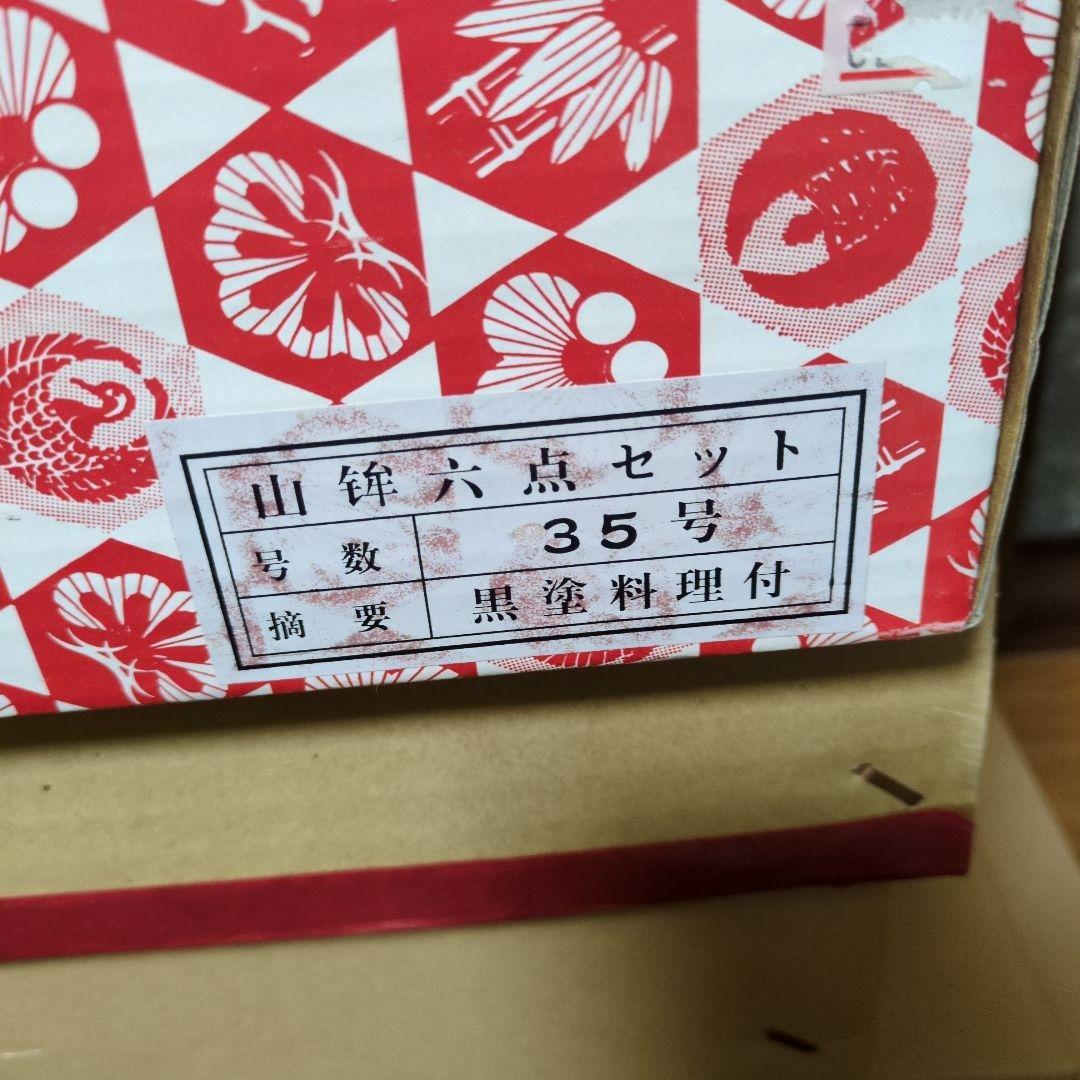 山鉾六点セット
号数 35号
摘要 黒塗料理付